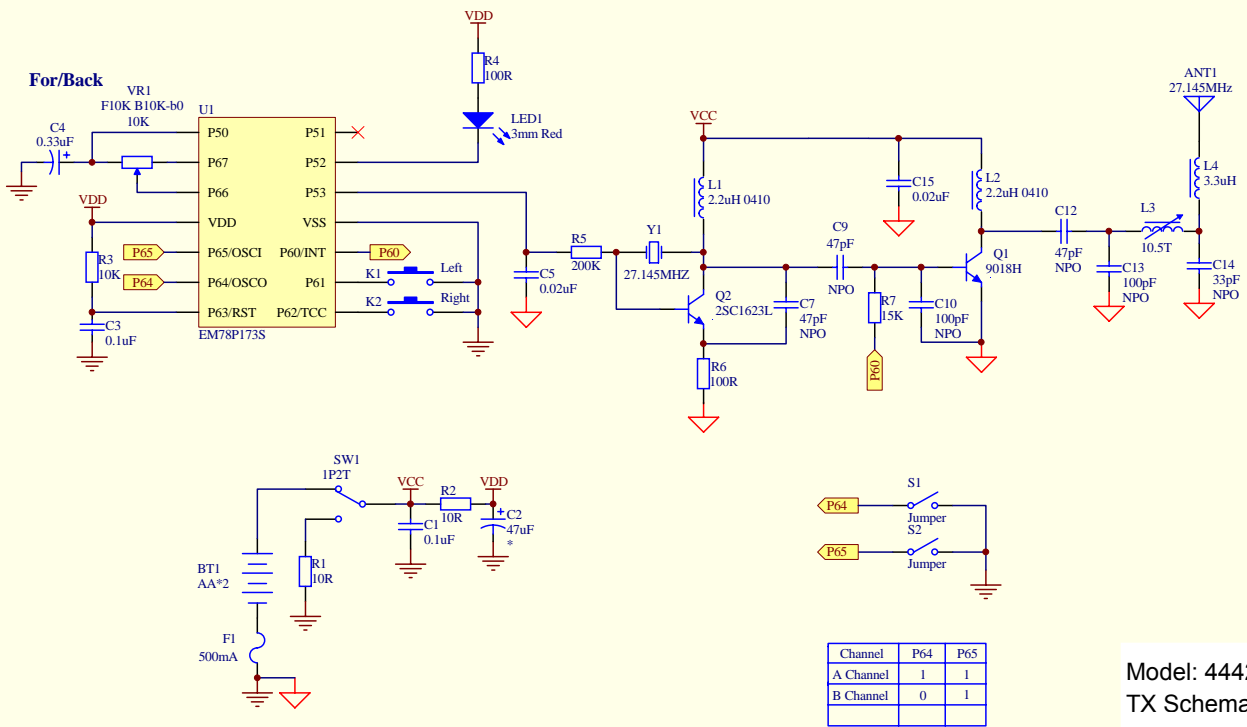 For/Back
VR1
F10K B10K-b0
10K
C4
0.33uF
U1
P50
P67
P66
VDD
P65/OSCI
P64/OSCO
P63/RST
P51
P52
P53
VSS
P60/INT
P61
P62/TCC
EM78P173S
VDD
R3
10K
C3
0.1uF
P65
P64
P60
K1
Left
K2
Right
VDD
R4
100R
LED1
3mm Red
C5
0.02uF
R5
200K
Y1
27.145MHZ
VCC
L1
2.2uH 0410
Q2
2SC1623L
R6
100R
C7
47pF
NPO
C9
47pF
NPO
R7
15K
P60
C10
100pF
NPO
C15
0.02uF
L2
2.2uH 0410
Q1
9018H
C12
47pF
NPO
C13
100pF
NPO
L3
10.5T
ANT1
27.145MHz
L4
3.3uH
C14
33pF
NPO
SW1
1P2T
VCC
R2
10R
VDD
C1
0.1uF
C2
47uF
*
R1
10R
BT1
AA*2
F1
500mA
P64
S1
Jumper
P65
S2
Jumper
Channel P64 P65
A Channel 1 1
B Channel 0 1
Model: 4442
TX Schema